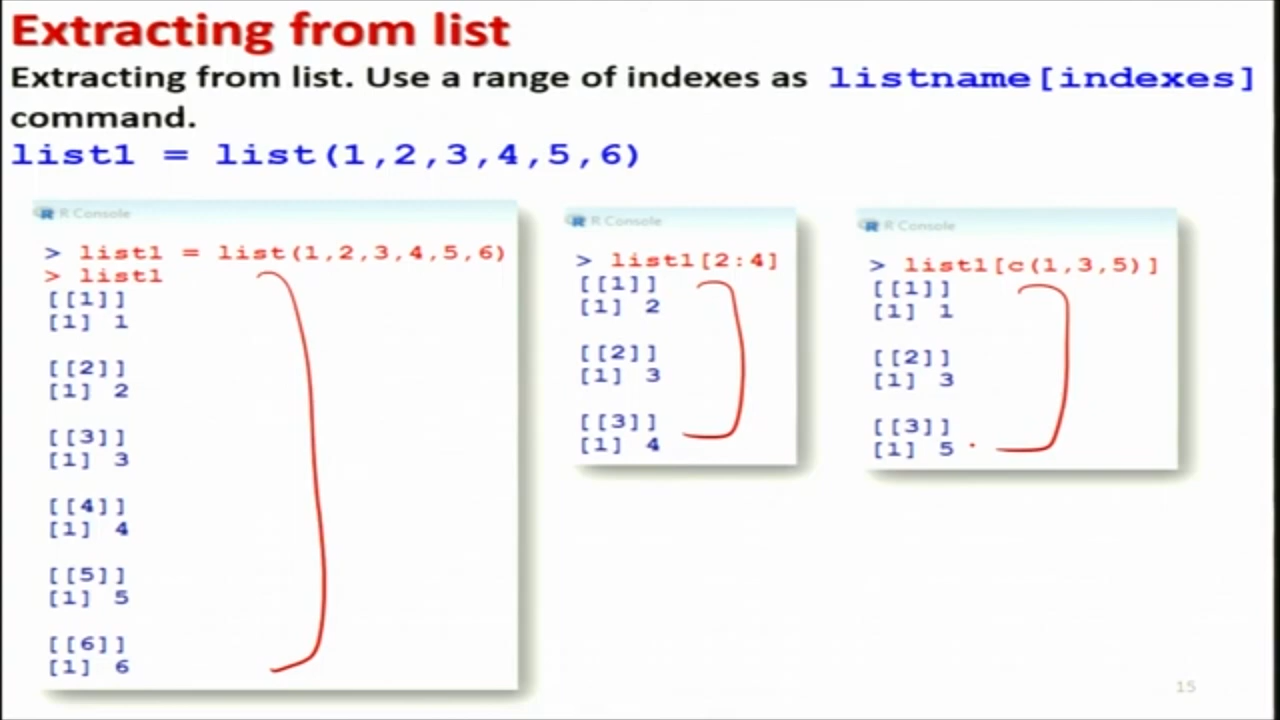 Extracting from list
Extracting from list. Use a range of indexes as listname[indexes]
command.
list1 = list(1,2,3,4,5,6)
R Console
> list1 = list(1,2,3,4,5,6)
> list1
[[1]]
[1] 1
[[2]]
[1] 2
[[3]]
[1] 3
[[4]]
[1] 4
[[5]]
[1] 5
[[6]]
[1] 6
R Console
> list1[2:4]
[[1]]
[1] 2
[[2]]
[1] 3
[[3]]
[1] 4
R Console
> list1[c(1,3,5)]
[[1]]
[1] 1
[[2]]
[1] 3
[[3]]
[1] 5
15